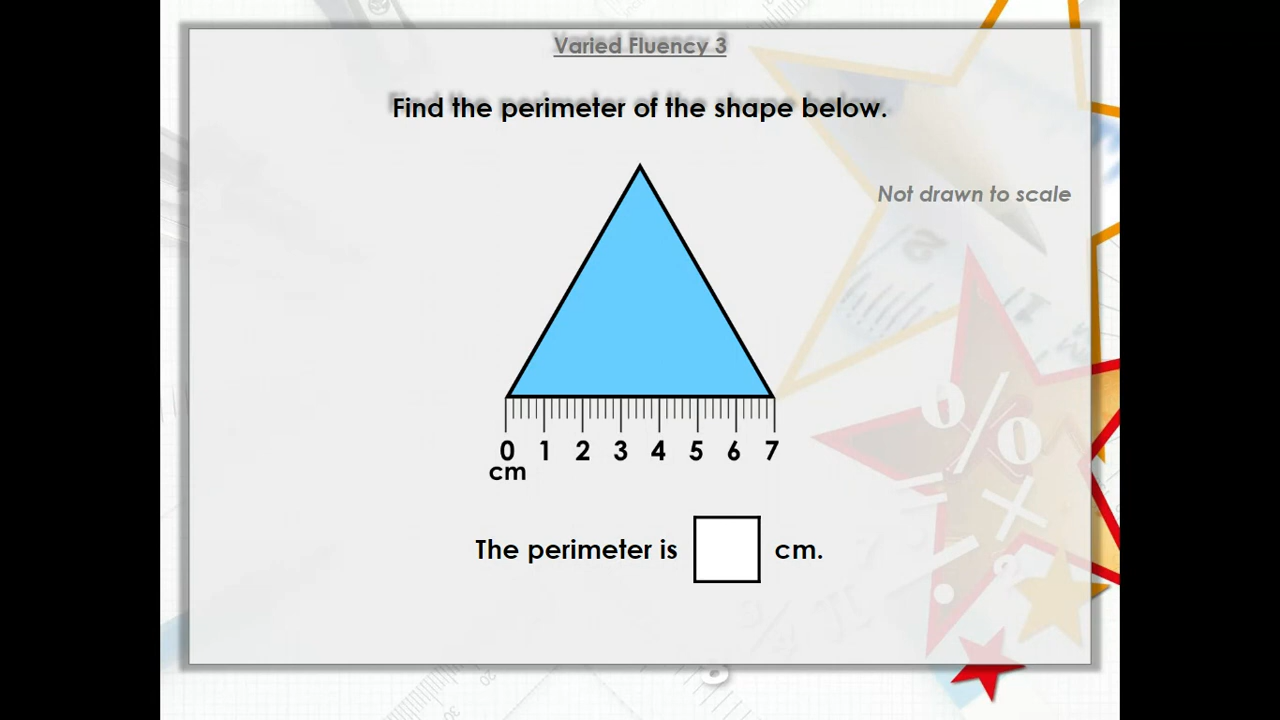 Varied Fluency 3
Find the perimeter of the shape below.
Not drawn to scale
0 1 2 3 4 5 6 7
cm
The perimeter is cm.